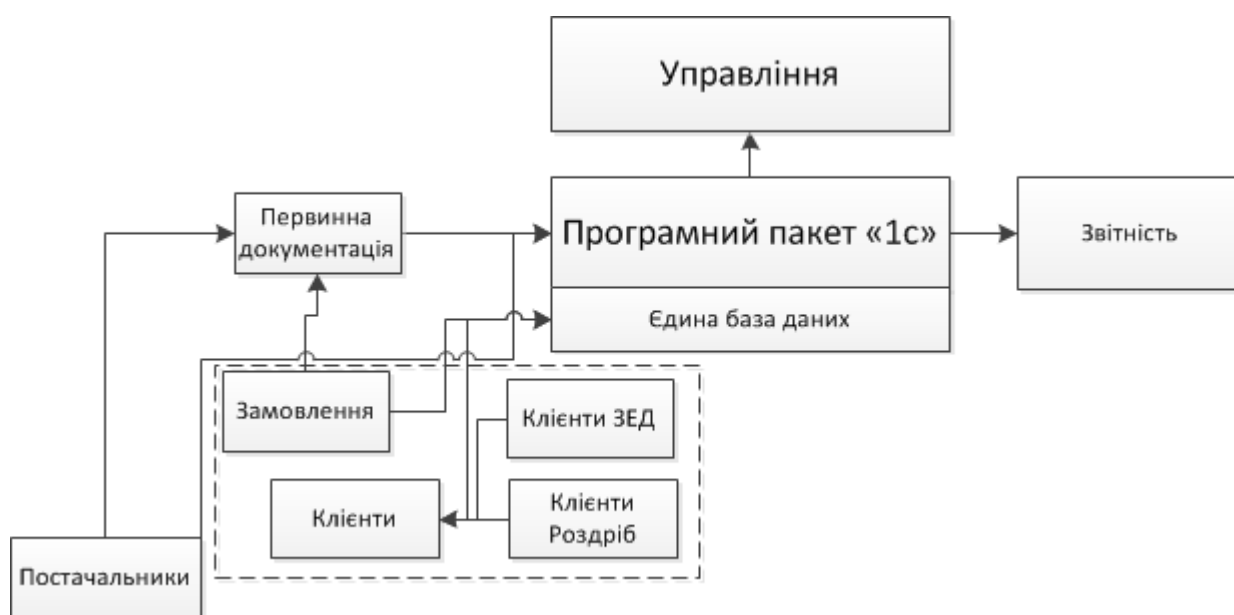 Управління
Первинна
документація
Програмний пакет «1с»
Звітність
Єдина база даних
Замовлення
Клієнти ЗЕД
Клієнти
Клієнти
Роздріб
Постачальники